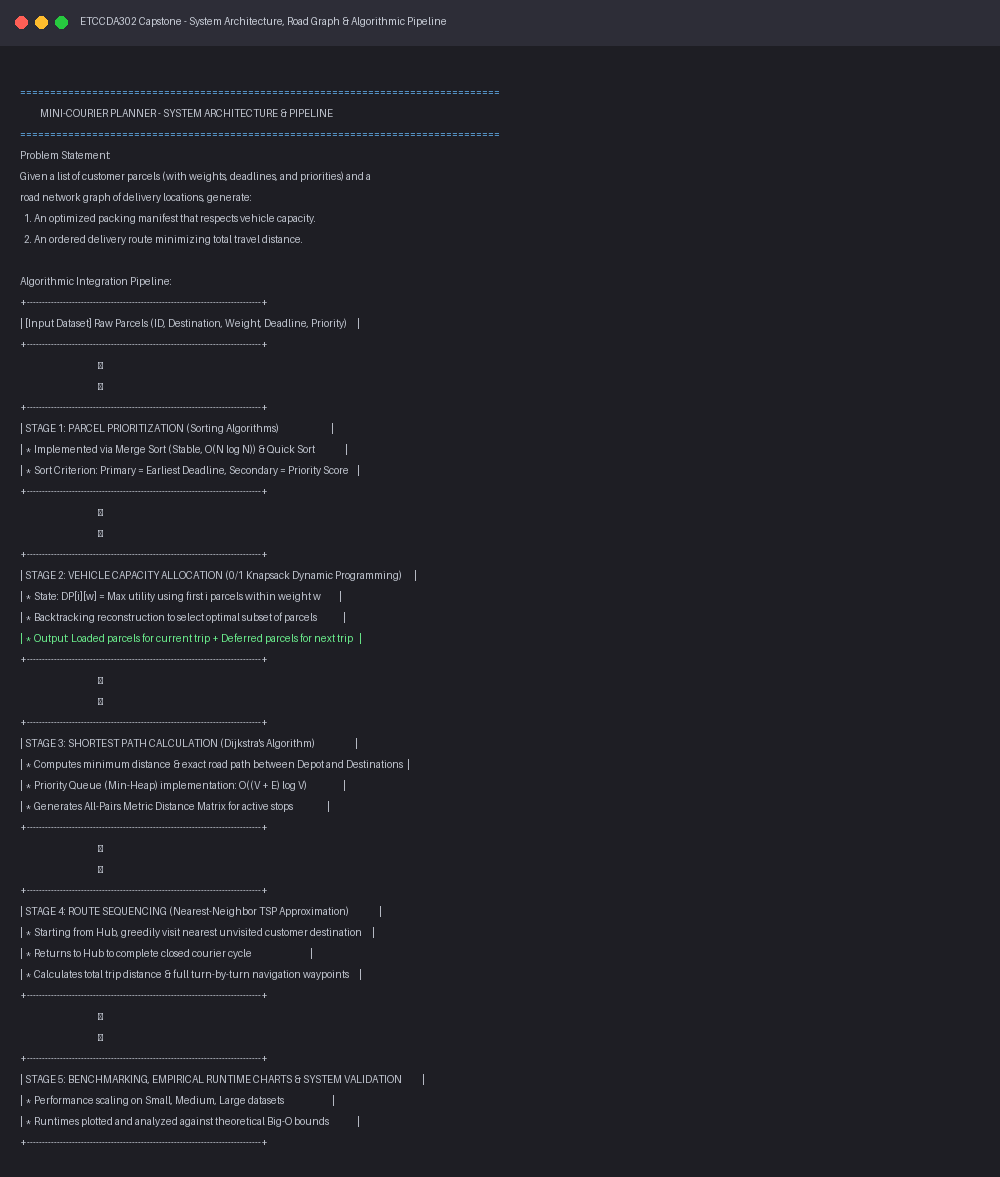 ETCCDA302 Capstone - System Architecture, Road Graph & Algorithmic Pipeline
================================================================================
MINI-COURIER PLANNER - SYSTEM ARCHITECTURE & PIPELINE
================================================================================
Problem Statement:
Given a list of customer parcels (with weights, deadlines, and priorities) and a
road network graph of delivery locations, generate:
1. An optimized packing manifest that respects vehicle capacity.
2. An ordered delivery route minimizing total travel distance.
Algorithmic Integration Pipeline:
+-----------------------------------------------------------------------------+
| [Input Dataset] Raw Parcels (ID, Destination, Weight, Deadline, Priority) |
+-----------------------------------------------------------------------------+
+-----------------------------------------------------------------------------+
| STAGE 1: PARCEL PRIORITIZATION (Sorting Algorithms) |
| * Implemented via Merge Sort (Stable, O(N log N)) & Quick Sort |
| * Sort Criterion: Primary = Earliest Deadline, Secondary = Priority Score |
+-----------------------------------------------------------------------------+
+-----------------------------------------------------------------------------+
| STAGE 2: VEHICLE CAPACITY ALLOCATION (0/1 Knapsack Dynamic Programming) |
| * State: DP[i][w] = Max utility using first i parcels within weight w |
| * Backtracking reconstruction to select optimal subset of parcels |
| * Output: Loaded parcels for current trip + Deferred parcels for next trip |
+-----------------------------------------------------------------------------+
+-----------------------------------------------------------------------------+
| STAGE 3: SHORTEST PATH CALCULATION (Dijkstra's Algorithm) |
| * Computes minimum distance & exact road path between Depot and Destinations |
| * Priority Queue (Min-Heap) implementation: O((V + E) log V) |
| * Generates All-Pairs Metric Distance Matrix for active stops |
+-----------------------------------------------------------------------------+
+-----------------------------------------------------------------------------+
| STAGE 4: ROUTE SEQUENCING (Nearest-Neighbor TSP Approximation) |
| * Starting from Hub, greedily visit nearest unvisited customer destination |
| * Returns to Hub to complete closed courier cycle |
| * Calculates total trip distance & full turn-by-turn navigation waypoints |
+-----------------------------------------------------------------------------+
+-----------------------------------------------------------------------------+
| STAGE 5: BENCHMARKING, EMPIRICAL RUNTIME CHARTS & SYSTEM VALIDATION |
| * Performance scaling on Small, Medium, Large datasets |
| * Runtimes plotted and analyzed against theoretical Big-O bounds |
+-----------------------------------------------------------------------------+